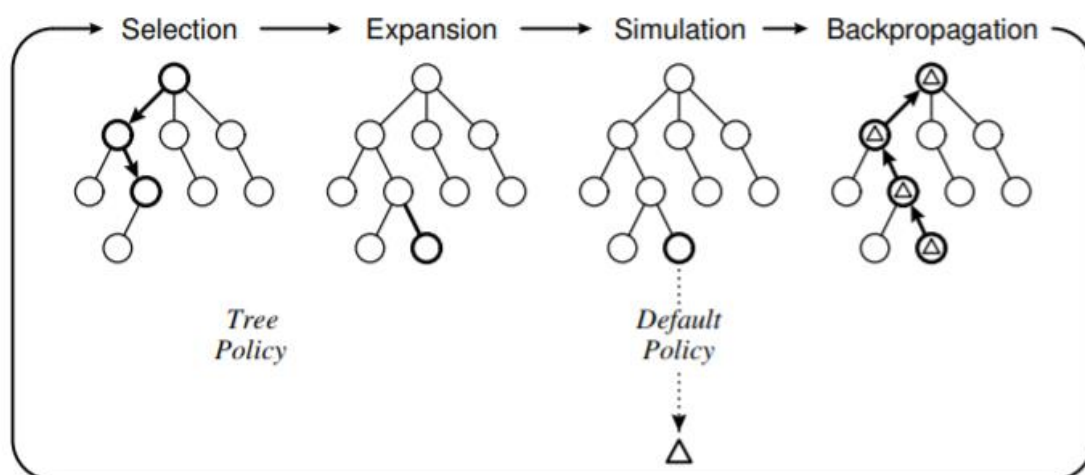 Selection Expansion Simulation Backpropagation
Tree Default
Policy Policy